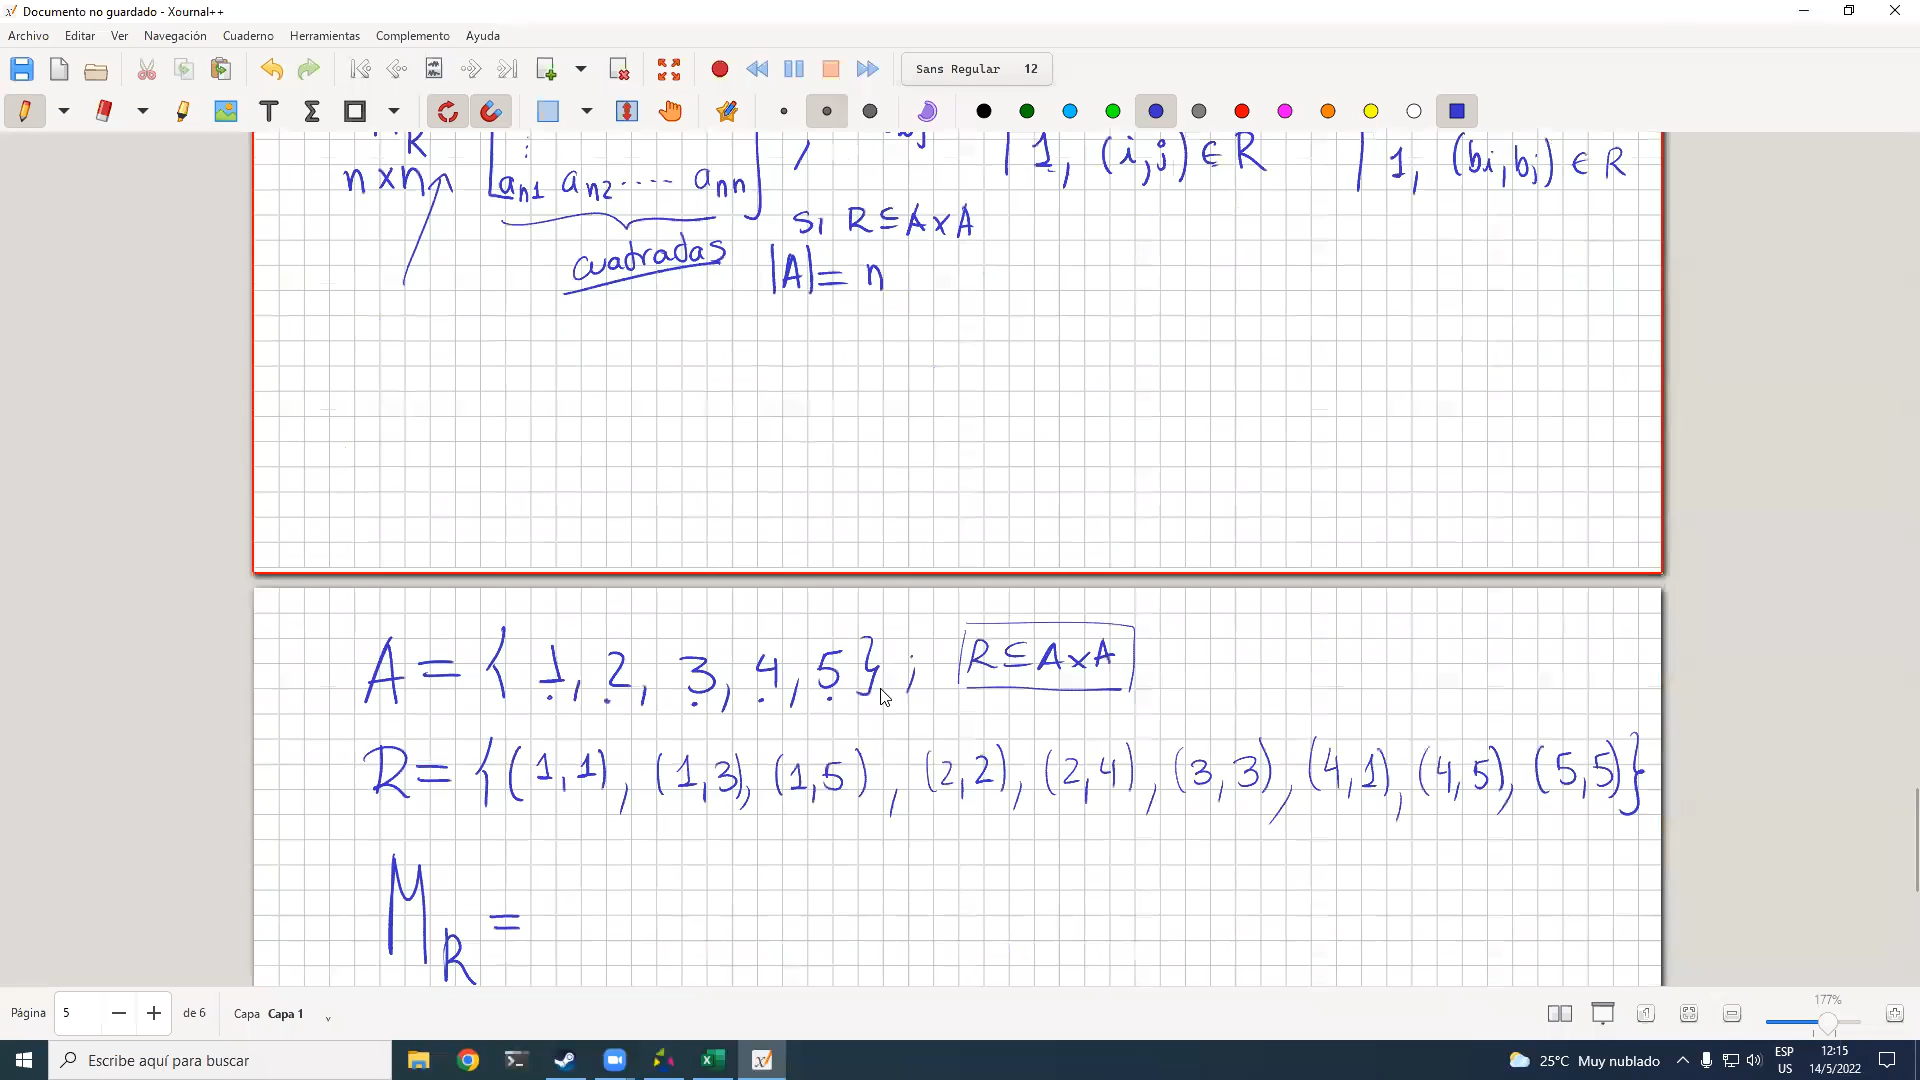 Documento no guardado - Xournal++
Archivo Editar Ver Navegación Cuaderno Herramientas Complemento Ayuda
Sans Regular 12
R
n x n
a_n1 a_n2 ..... a_nn
1, (i,j) ∈ R
1, (bi,bj) ∈ R
cuadradas
Si R ⊆ A x A
|A| = n
A = { 1, 2, 3, 4, 5 } ; R ⊆ A x A
R = {(1,1), (1,3), (1,5), (2,2), (2,4), (3,3), (4,1), (4,5), (5,5)}
M_R =
Página 5 de 6 Capa Capa 1
177%
Escribe aquí para buscar
25°C Muy nublado
ESP
US
12:15
14/5/2022